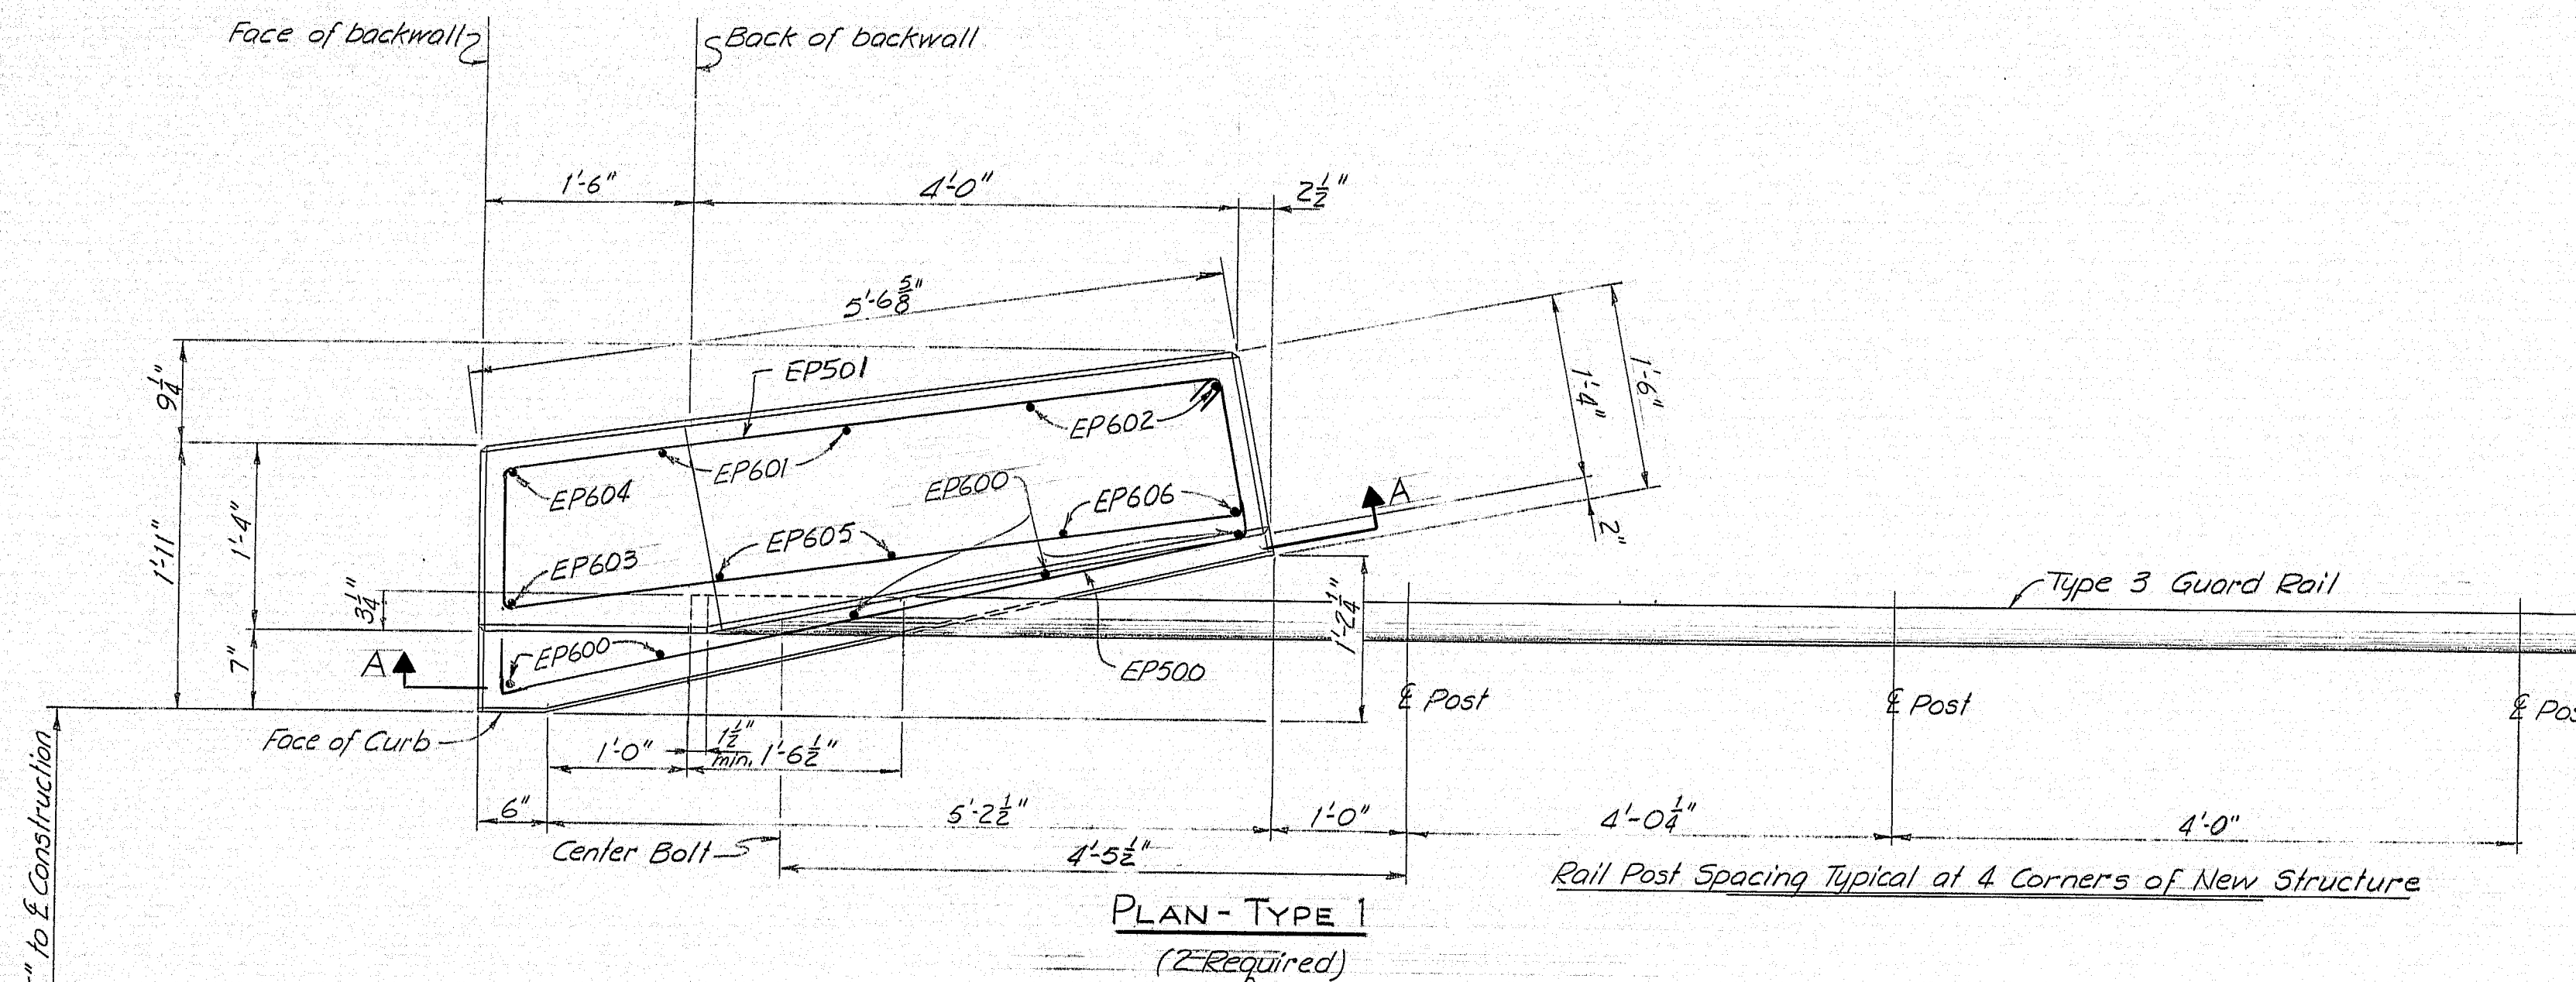 Face of backwall
Back of backwall
1'-6"
4'-0"
2½"
5'-6⅝"
9¼"
EP501
EP602
EP601
EP604
EP600
EP606
A
1'-4"
1'-6"
2"
1'-11"
1'-4"
EP605
EP603
3¼"
Type 3 Guard Rail
1'-2¼"
7"
EP600
A
EP500
℄ Post
℄ Post
℄ Pos
Face of Curb
1'-0"
1½"
min.
1'-6½"
6"
5'-2½"
1'-0"
4'-0¼"
4'-0"
Center Bolt
4'-5½"
Rail Post Spacing Typical at 4 Corners of New Structure
PLAN - TYPE 1
(2 Required)
" to ℄ Construction